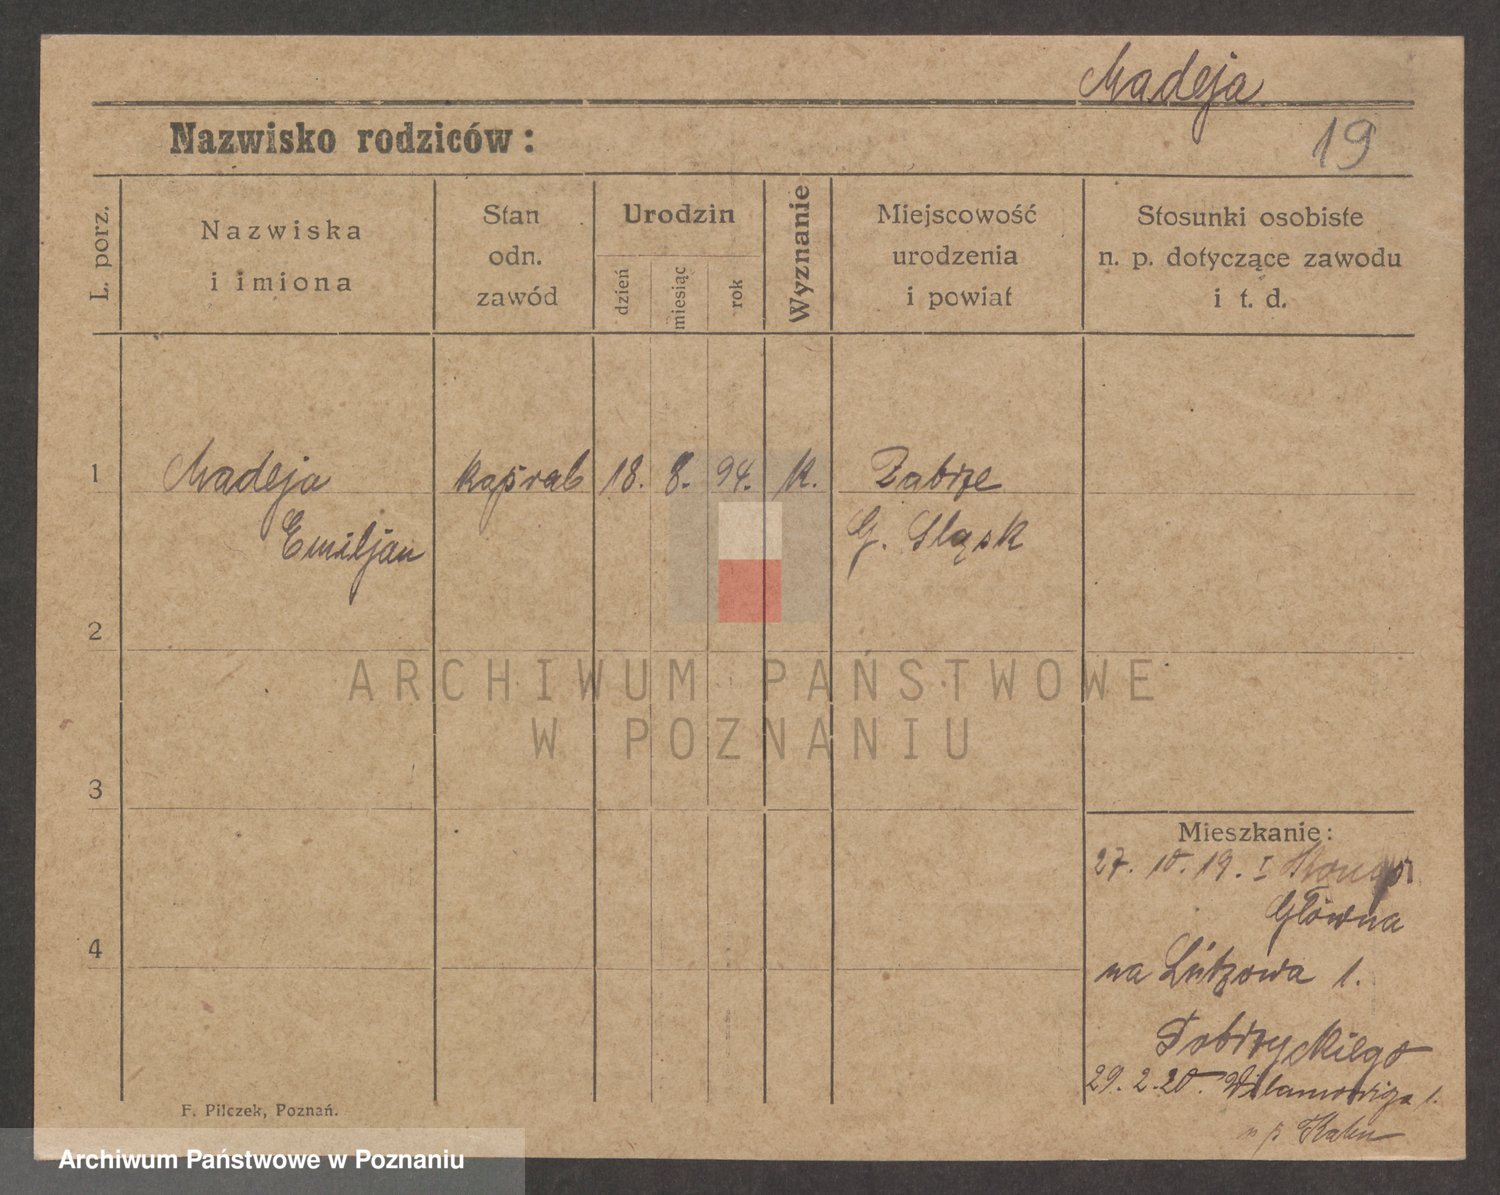 Madeja
19
Nazwisko rodziców:
L. porz.
Nazwiska
i imiona
Stan
odn.
zawód
Urodzin
dzień
miesiąc
rok
Wyznanie
Miejscowość
urodzenia
i powiat
Stosunki osobiste
n. p. dotyczące zawodu
i t. d.
1 Madeja kapral 18. 8. 94. k. Zabrze
Emiljan G. Śląsk
2
3
4
Mieszkanie:
27. 10. 19. I
Główna
na Lützowa 1.
29. 2. 20.
F. Pilczek, Poznań.
ARCHIWUM PAŃSTWOWE
W POZNANIU
Archiwum Państwowe w Poznaniu